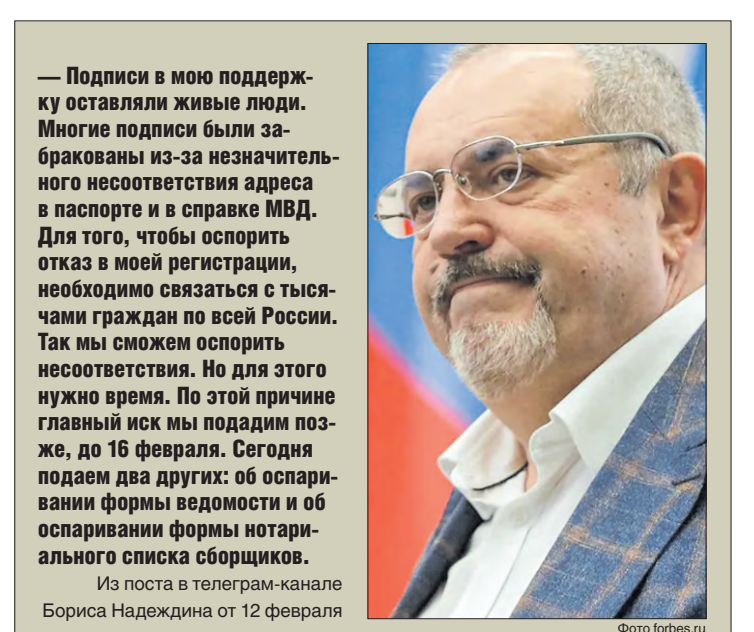 — Подписи в мою поддерж-
ку оставляли живые люди.
Многие подписи были за-
бракованы из-за незначитель-
ного несоответствия адреса
в паспорте и в справке МВД.
Для того, чтобы оспорить
отказ в моей регистрации,
необходимо связаться с тыся-
чами граждан по всей России.
Так мы сможем оспорить
несоответствия. Но для этого
нужно время. По этой причине
главный иск мы подадим поз-
же, до 16 февраля. Сегодня
подаем два других: об оспари-
вании формы ведомости и об
оспаривании формы нотари-
ального списка сборщиков.
Из поста в телеграм-канале
Бориса Надеждина от 12 февраля
Фото forbes.ru